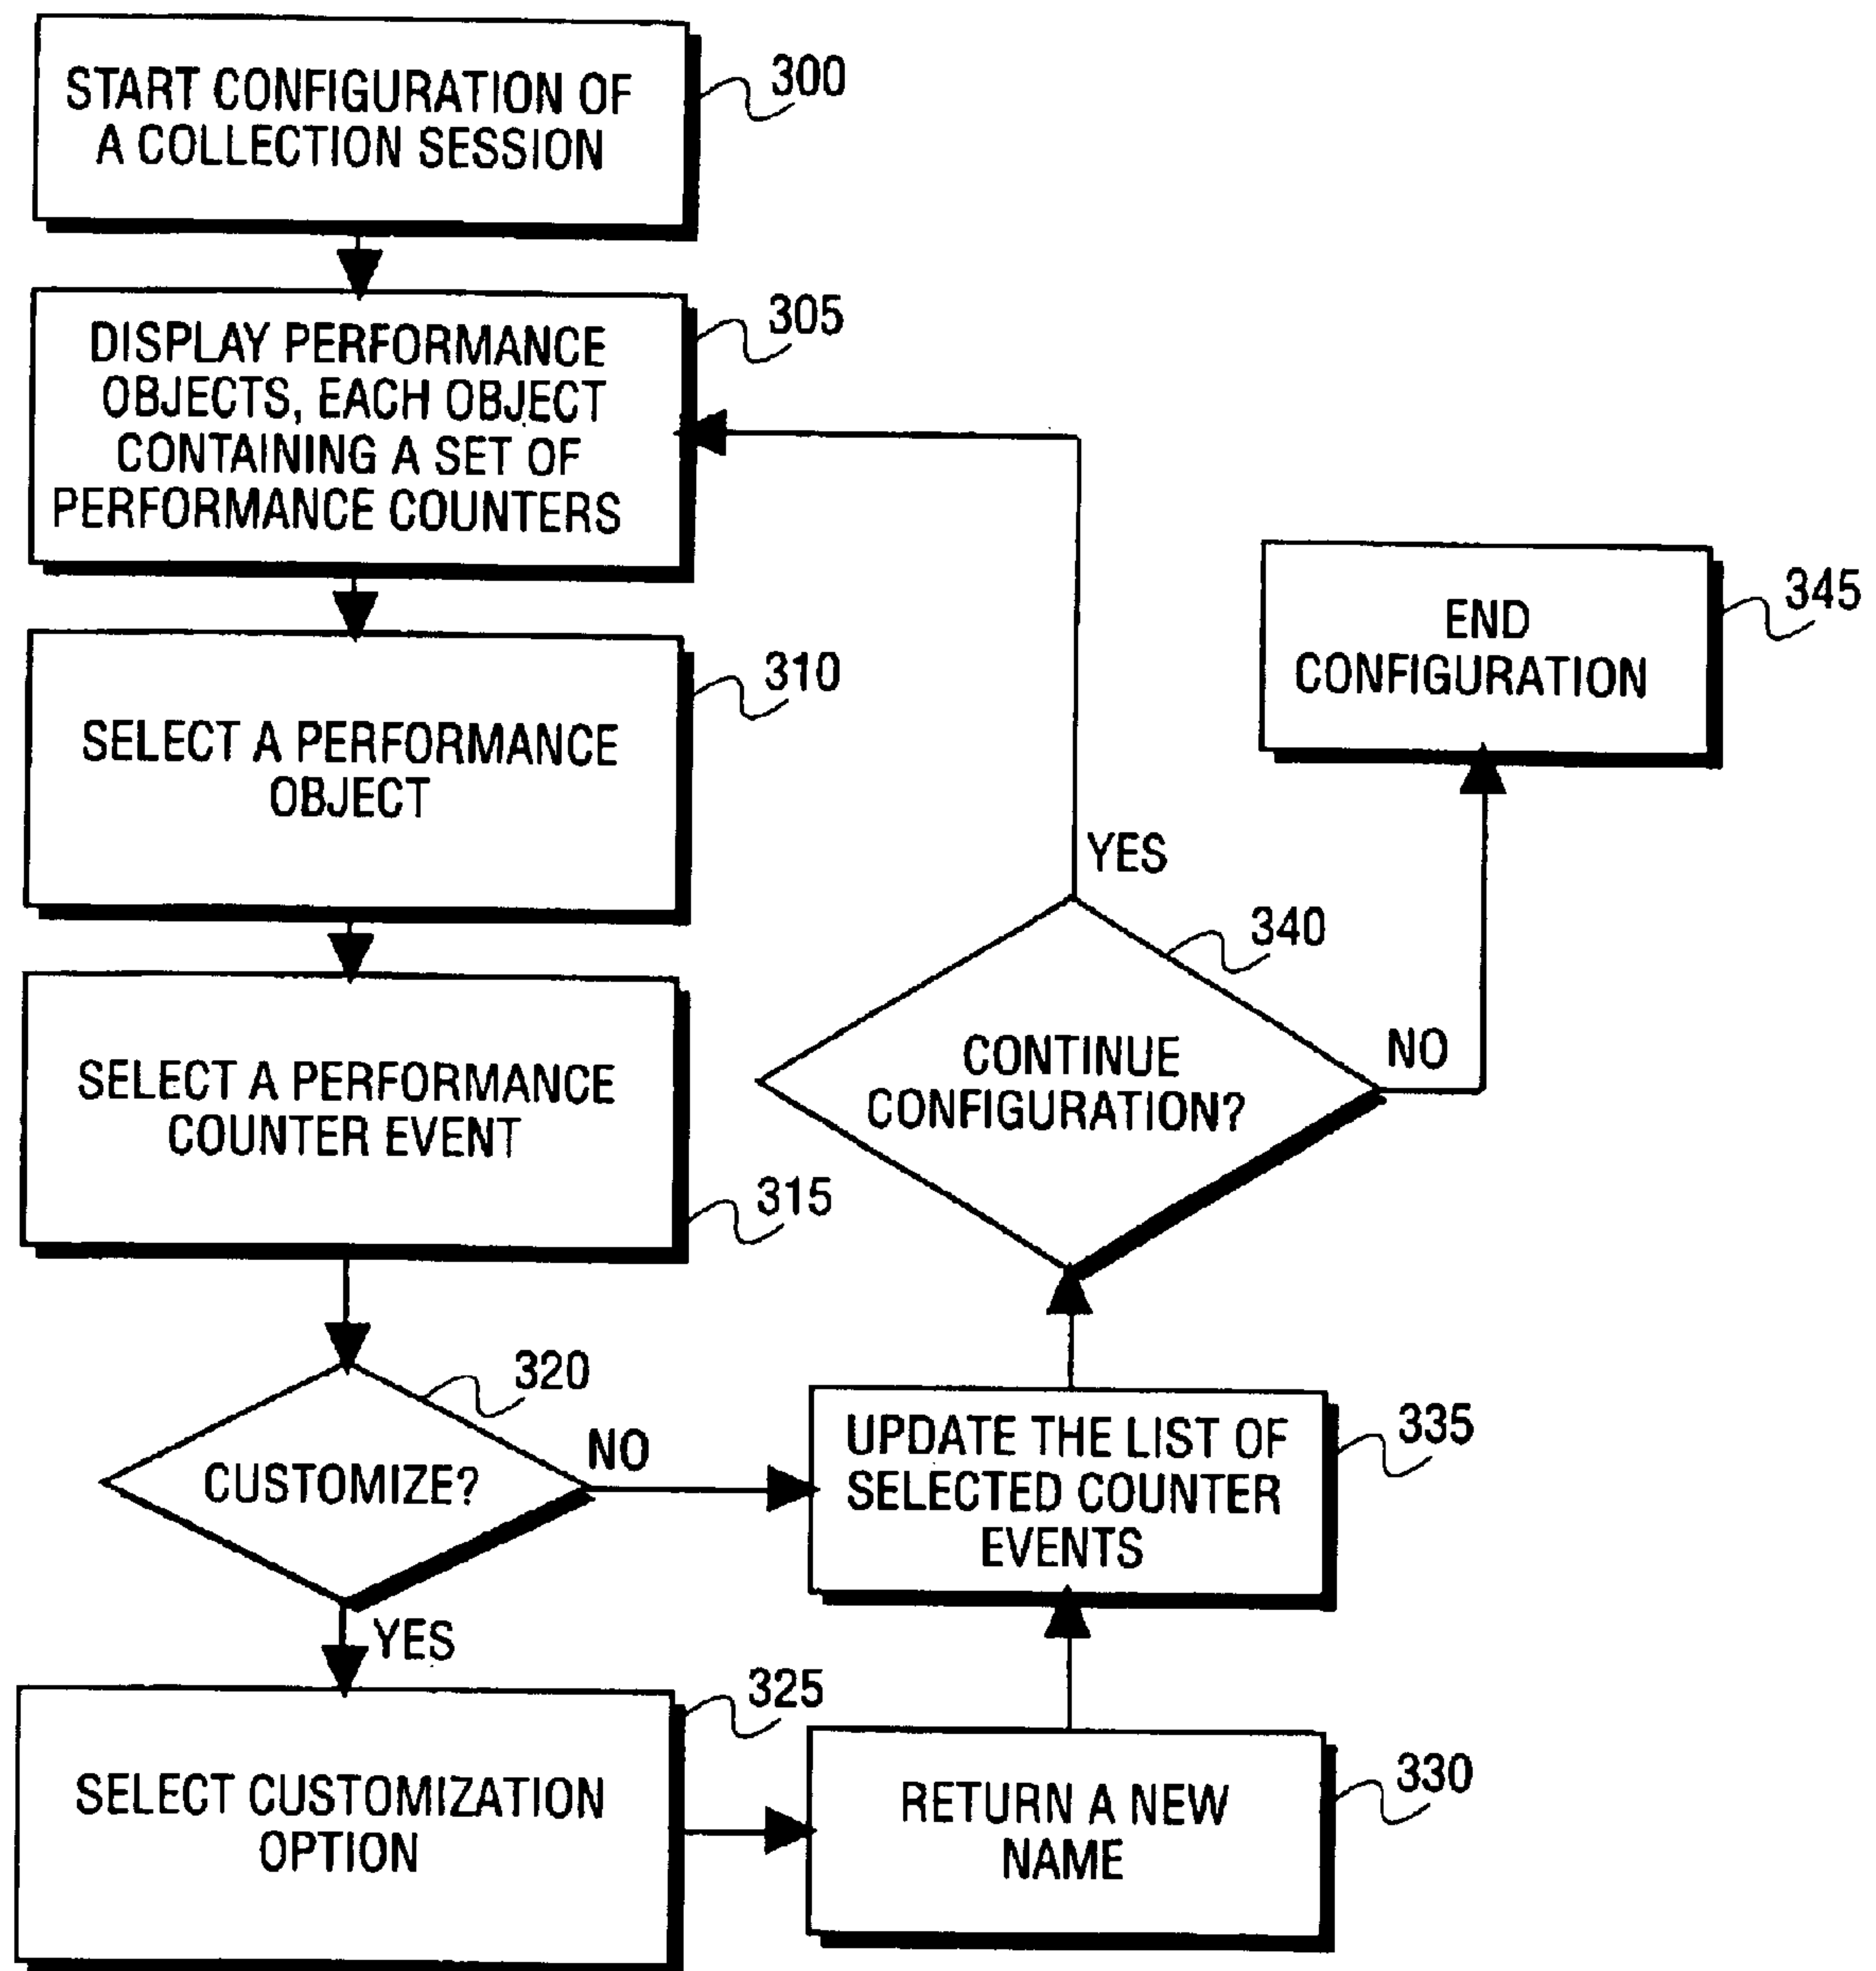 START CONFIGURATION OF
A COLLECTION SESSION
300
DISPLAY PERFORMANCE
OBJECTS, EACH OBJECT
CONTAINING A SET OF
PERFORMANCE COUNTERS
305
SELECT A PERFORMANCE
OBJECT
310
SELECT A PERFORMANCE
COUNTER EVENT
315
CUSTOMIZE?
320
NO
YES
SELECT CUSTOMIZATION
OPTION
325
RETURN A NEW
NAME
330
UPDATE THE LIST OF
SELECTED COUNTER
EVENTS
335
CONTINUE
CONFIGURATION?
340
YES
NO
END
CONFIGURATION
345